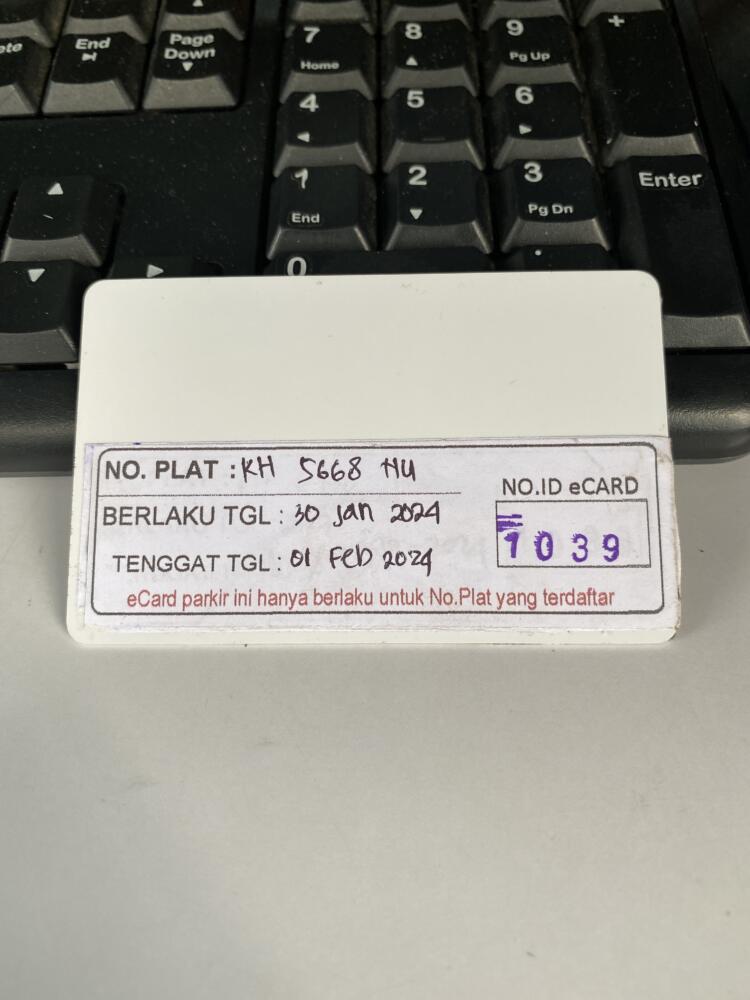 ete
End
Page
Down
7
Home
8
9
Pg Up
+
4
5
6
1
End
2
3
Pg Dn
Enter
0
.
NO. PLAT : KH 5668 HU
BERLAKU TGL : 30 Jan 2024
TENGGAT TGL : 01 Feb 2024
NO.ID eCARD
1039
eCard parkir ini hanya berlaku untuk No.Plat yang terdaftar